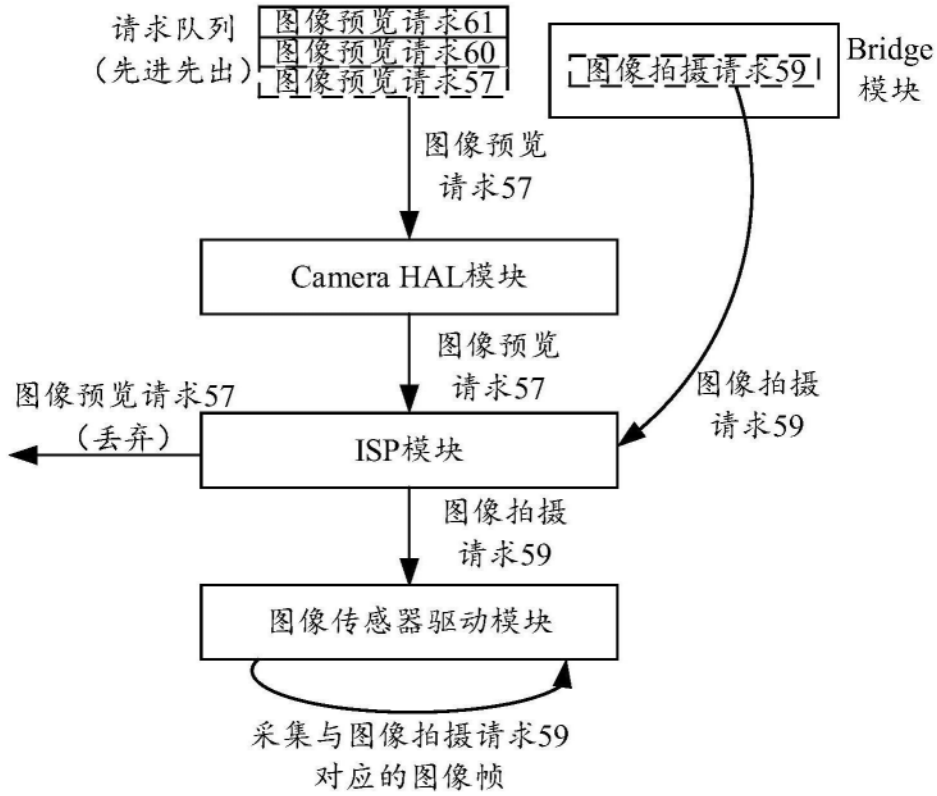 请求队列
（先进先出）
图像预览请求61
图像预览请求60
图像预览请求57
图像拍摄请求59
Bridge
模块
图像预览
请求57
Camera HAL模块
图像预览
请求57
图像拍摄
请求59
图像预览请求57
（丢弃）
ISP模块
图像拍摄
请求59
图像传感器驱动模块
采集与图像拍摄请求59
对应的图像帧